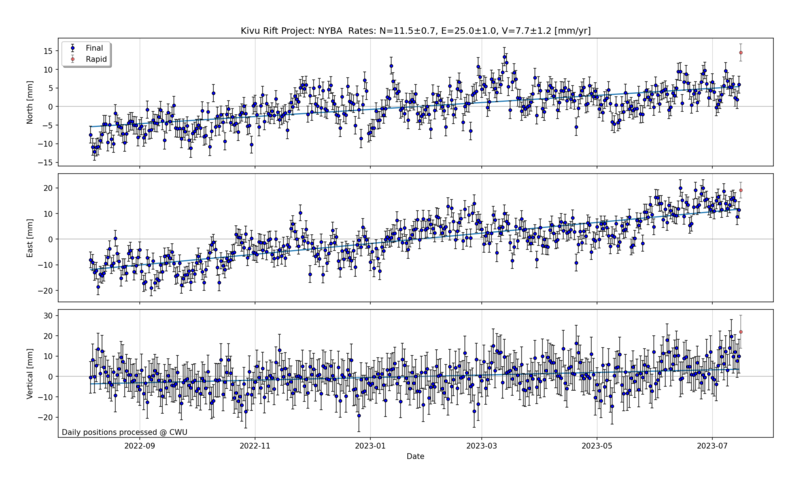 Kivu Rift Project: NYBA Rates: N=11.5±0.7, E=25.0±1.0, V=7.7±1.2 [mm/yr]
Final
Rapid
North [mm]
15
10
5
0
−5
−10
−15
East [mm]
20
10
0
−10
−20
Vertical [mm]
30
20
10
0
−10
−20
Daily positions processed @ CWU
2022-09 2022-11 2023-01 2023-03 2023-05 2023-07
Date